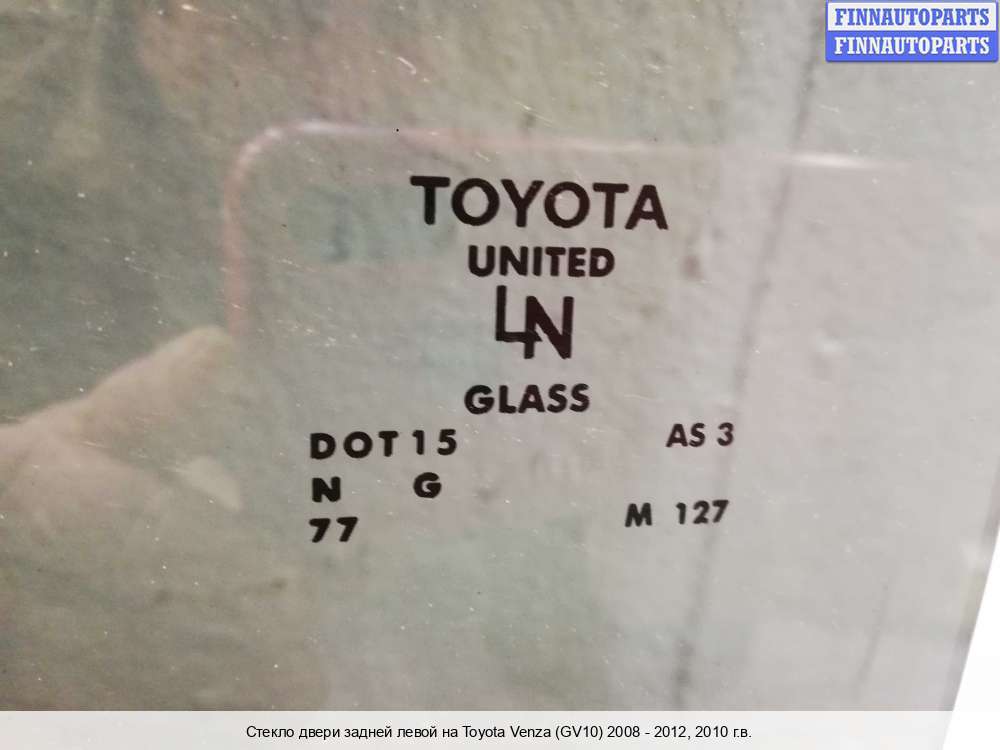 FINNAUTOPARTS
FINNAUTOPARTS
TOYOTA
UNITED
LN
GLASS
DOT 15 AS 3
N G
77 M 127
Стекло двери задней левой на Toyota Venza (GV10) 2008 - 2012, 2010 г.в.